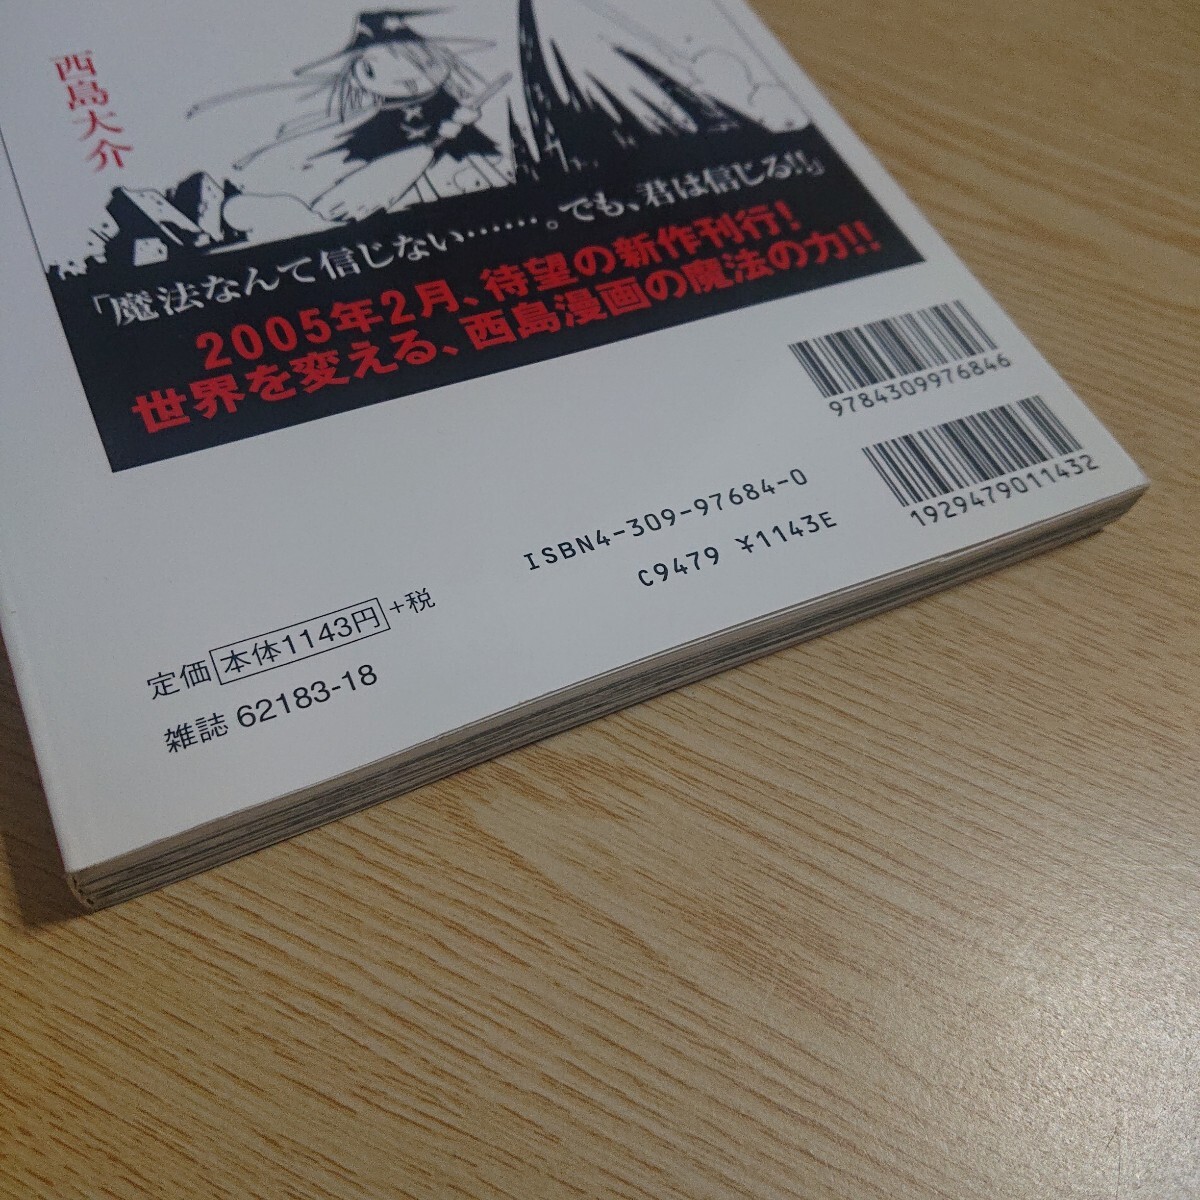 西島大介
「魔法なんて信じない……。でも、君は信じる!!」
2005年2月、待望の新作刊行！
世界を変える、西島漫画の魔法の力!!
9784309976846
1929479011432
ISBN4-309-97684-0
C9479 ¥1143E
定価 本体1143円 +税
雑誌 62183-18